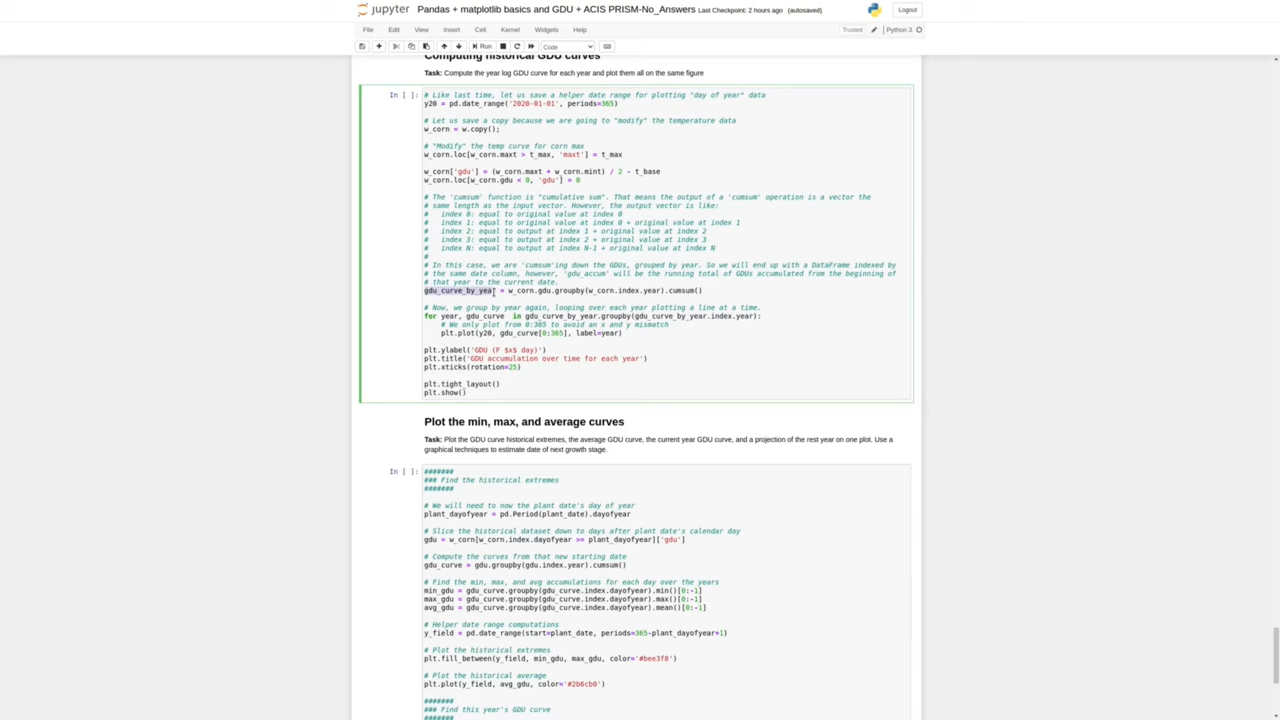 jupyter Pandas + matplotlib basics and GDU + ACIS PRISM-No_Answers Last Checkpoint: 2 hours ago (autosaved)
Logout
File Edit View Insert Cell Kernel Widgets Help
Trusted Python 3
Run Code
Computing historical GDU curves
Task: Compute the year log GDU curve for each year and plot them all on the same figure
In [ ]: # Like last time, let us save a helper date range for plotting "day of year" data
y20 = pd.date_range('2020-01-01', periods=365)
# Let us save a copy because we are going to "modify" the temperature data
w_corn = w.copy();
# "Modify" the temp curve for corn max
w_corn.loc[w_corn.maxt > t_max, 'maxt'] = t_max
w_corn['gdu'] = (w_corn.maxt + w_corn.mint) / 2 - t_base
w_corn.loc[w_corn.gdu < 0, 'gdu'] = 0
# The 'cumsum' function is "cumulative sum". That means the output of a 'cumsum' operation is a vector the
# same length as the input vector. However, the output vector is like:
# index 0: equal to original value at index 0
# index 1: equal to original value at index 0 + original value at index 1
# index 2: equal to output at index 1 + original value at index 2
# index 3: equal to output at index 2 + original value at index 3
# index N: equal to output at index N-1 + original value at index N
#
# In this case, we are 'cumsum'ing down the GDUs, grouped by year. So we will end up with a DataFrame indexed by
# the same date column, however, 'gdu_accum' will be the running total of GDUs accumulated from the beginning of
# that year to the current date.
gdu_curve_by_year = w_corn.gdu.groupby(w_corn.index.year).cumsum()
# Now, we group by year again, looping over each year plotting a line at a time.
for year, gdu_curve in gdu_curve_by_year.groupby(gdu_curve_by_year.index.year):
# We only plot from 0:365 to avoid an x and y mismatch
plt.plot(y20, gdu_curve[0:365], label=year)
plt.ylabel('GDU (F $x$ day)')
plt.title('GDU accumulation over time for each year')
plt.xticks(rotation=25)
plt.tight_layout()
plt.show()
Plot the min, max, and average curves
Task: Plot the GDU curve historical extremes, the average GDU curve, the current year GDU curve, and a projection of the rest year on one plot. Use a
graphical techniques to estimate date of next growth stage.
In [ ]: #######
### Find the historical extremes
#######
# We will need to now the plant date's day of year
plant_dayofyear = pd.Period(plant_date).dayofyear
# Slice the historical dataset down to days after plant date's calendar day
gdu = w_corn[w_corn.index.dayofyear >= plant_dayofyear]['gdu']
# Compute the curves from that new starting date
gdu_curve = gdu.groupby(gdu.index.year).cumsum()
# Find the min, max, and avg accumulations for each day over the years
min_gdu = gdu_curve.groupby(gdu_curve.index.dayofyear).min()[0:-1]
max_gdu = gdu_curve.groupby(gdu_curve.index.dayofyear).max()[0:-1]
avg_gdu = gdu_curve.groupby(gdu_curve.index.dayofyear).mean()[0:-1]
# Helper date range computations
y_field = pd.date_range(start=plant_date, periods=365-plant_dayofyear+1)
# Plot the historical extremes
plt.fill_between(y_field, min_gdu, max_gdu, color='#bee3f8')
# Plot the historical average
plt.plot(y_field, avg_gdu, color='#2b6cb0')
#######
### Find this year's GDU curve
#######